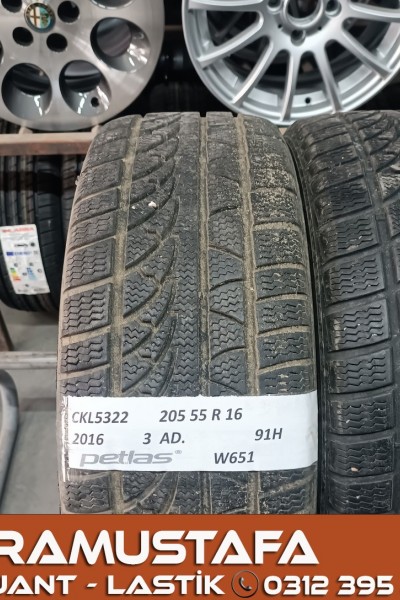 CKL5322 205 55 R 16
2016 3 AD. 91H
petlas® W651
RAMUSTAFA
JANT - LASTİK 0312 395